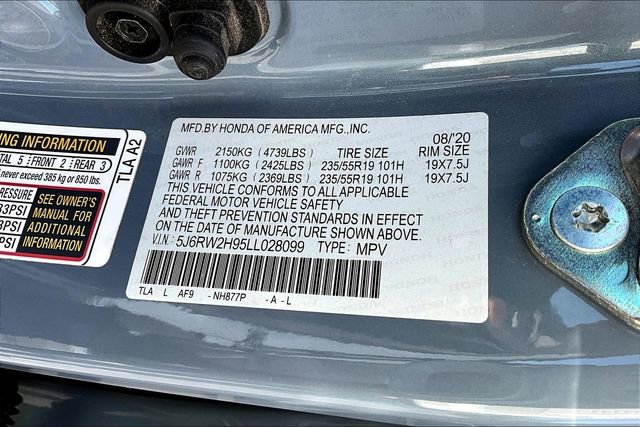 MFD.BY HONDA OF AMERICA MFG.,INC.
08/'20
GVWR 2150KG (4739LBS) TIRE SIZE RIM SIZE
GAWR F 1100KG (2425LBS) 235/55R19 101H 19X7.5J
GAWR R 1075KG (2369LBS) 235/55R19 101H 19X7.5J
THIS VEHICLE CONFORMS TO ALL APPLICABLE
FEDERAL MOTOR VEHICLE SAFETY
AND THEFT PREVENTION STANDARDS IN EFFECT
ON THE DATE OF MANUFACTURE SHOWN ABOVE.
V.I.N: 5J6RW2H95LL028099 TYPE: MPV
TLA L AF9 - NH877P - A - L
INFORMATION
TAL 5 FRONT 2 REAR 3
never exceed 385 kg or 850 lbs.
PRESSURE
33PSI
PSI
PSI
SEE OWNER'S
MANUAL FOR
ADDITIONAL
INFORMATION
TLA A2